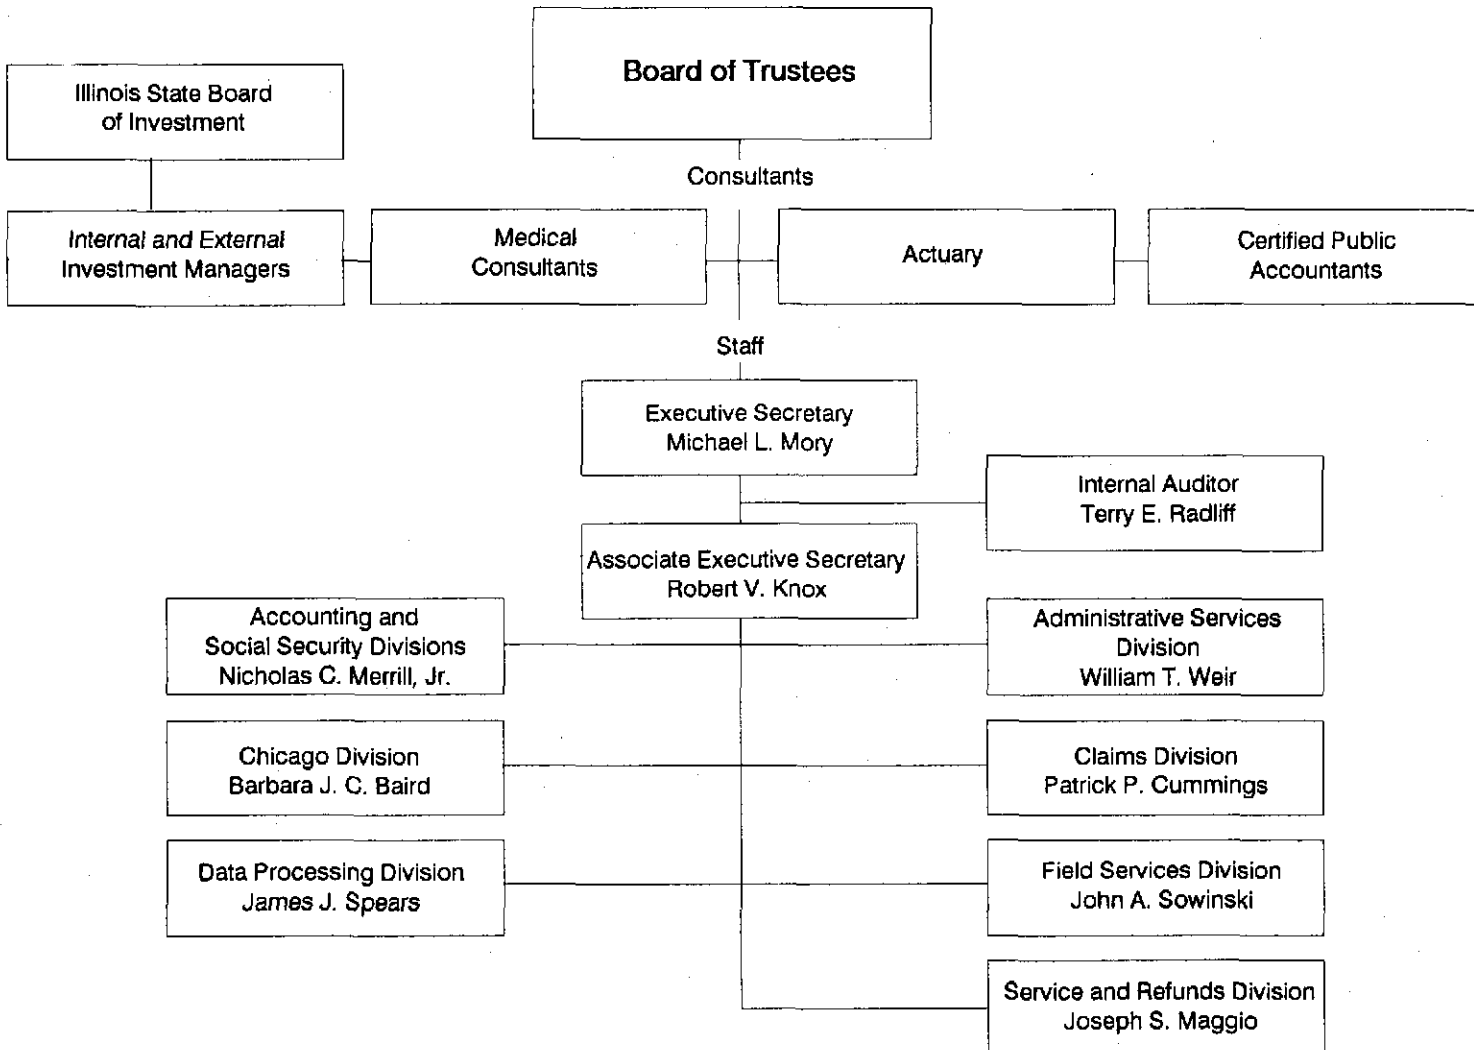 Board of Trustees
Illinois State Board
of Investment
Consultants
Internal and External
Investment Managers
Medical
Consultants
Actuary
Certified Public
Accountants
Staff
Executive Secretary
Michael L. Mory
Internal Auditor
Terry E. Radliff
Associate Executive Secretary
Robert V. Knox
Accounting and
Social Security Divisions
Nicholas C. Merrill, Jr.
Administrative Services
Division
William T. Weir
Chicago Division
Barbara J. C. Baird
Claims Division
Patrick P. Cummings
Data Processing Division
James J. Spears
Field Services Division
John A. Sowinski
Service and Refunds Division
Joseph S. Maggio